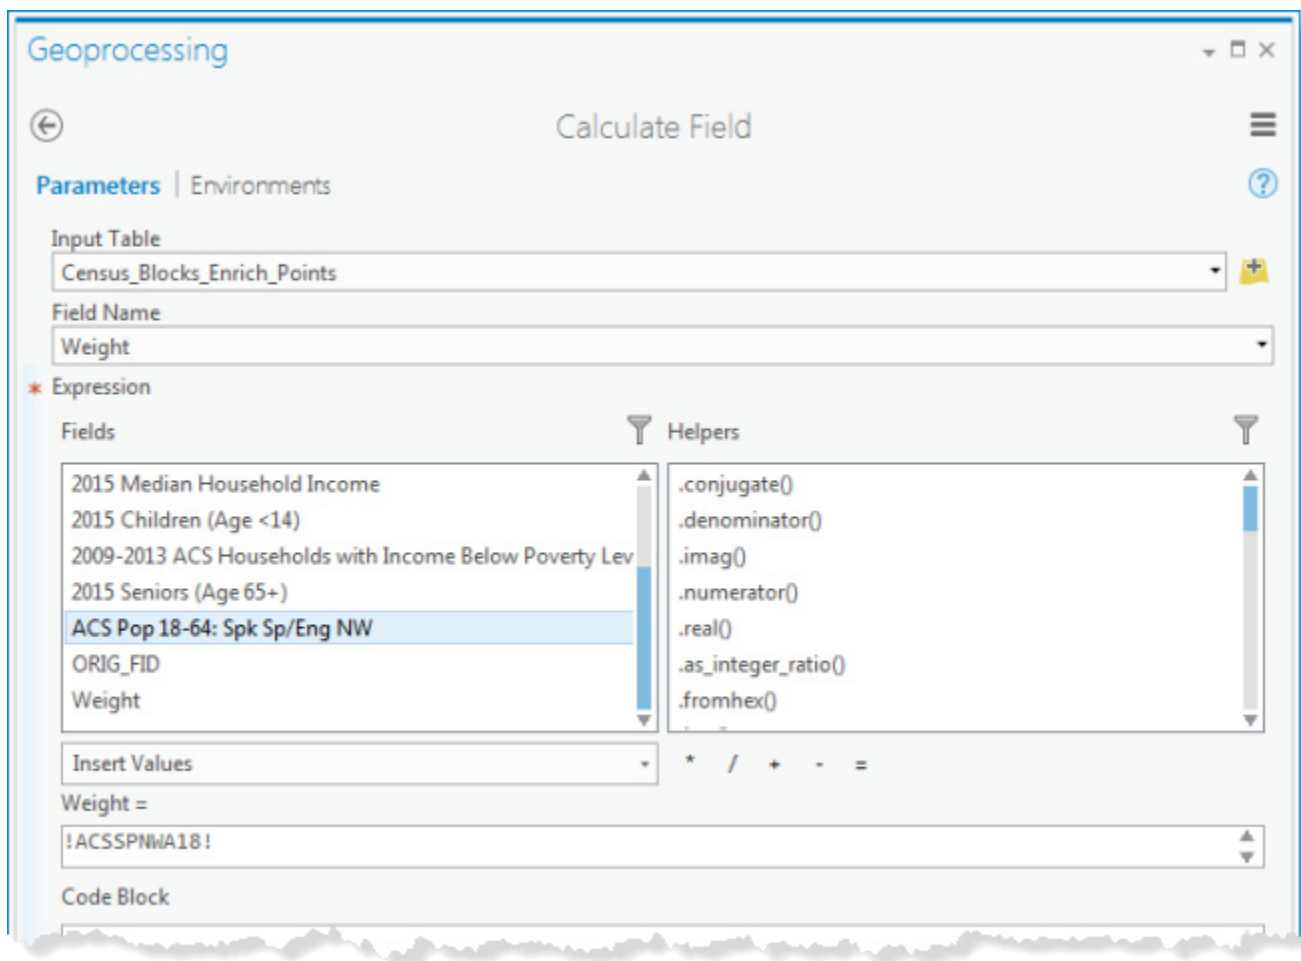 Geoprocessing
Calculate Field
Parameters | Environments
Input Table
Census_Blocks_Enrich_Points
Field Name
Weight
* Expression
Fields
Helpers
2015 Median Household Income
2015 Children (Age <14)
2009-2013 ACS Households with Income Below Poverty Lev
2015 Seniors (Age 65+)
ACS Pop 18-64: Spk Sp/Eng NW
ORIG_FID
Weight
.conjugate()
.denominator()
.imag()
.numerator()
.real()
.as_integer_ratio()
.fromhex()
Insert Values
* / + - =
Weight =
!ACSSPNWA18!
Code Block